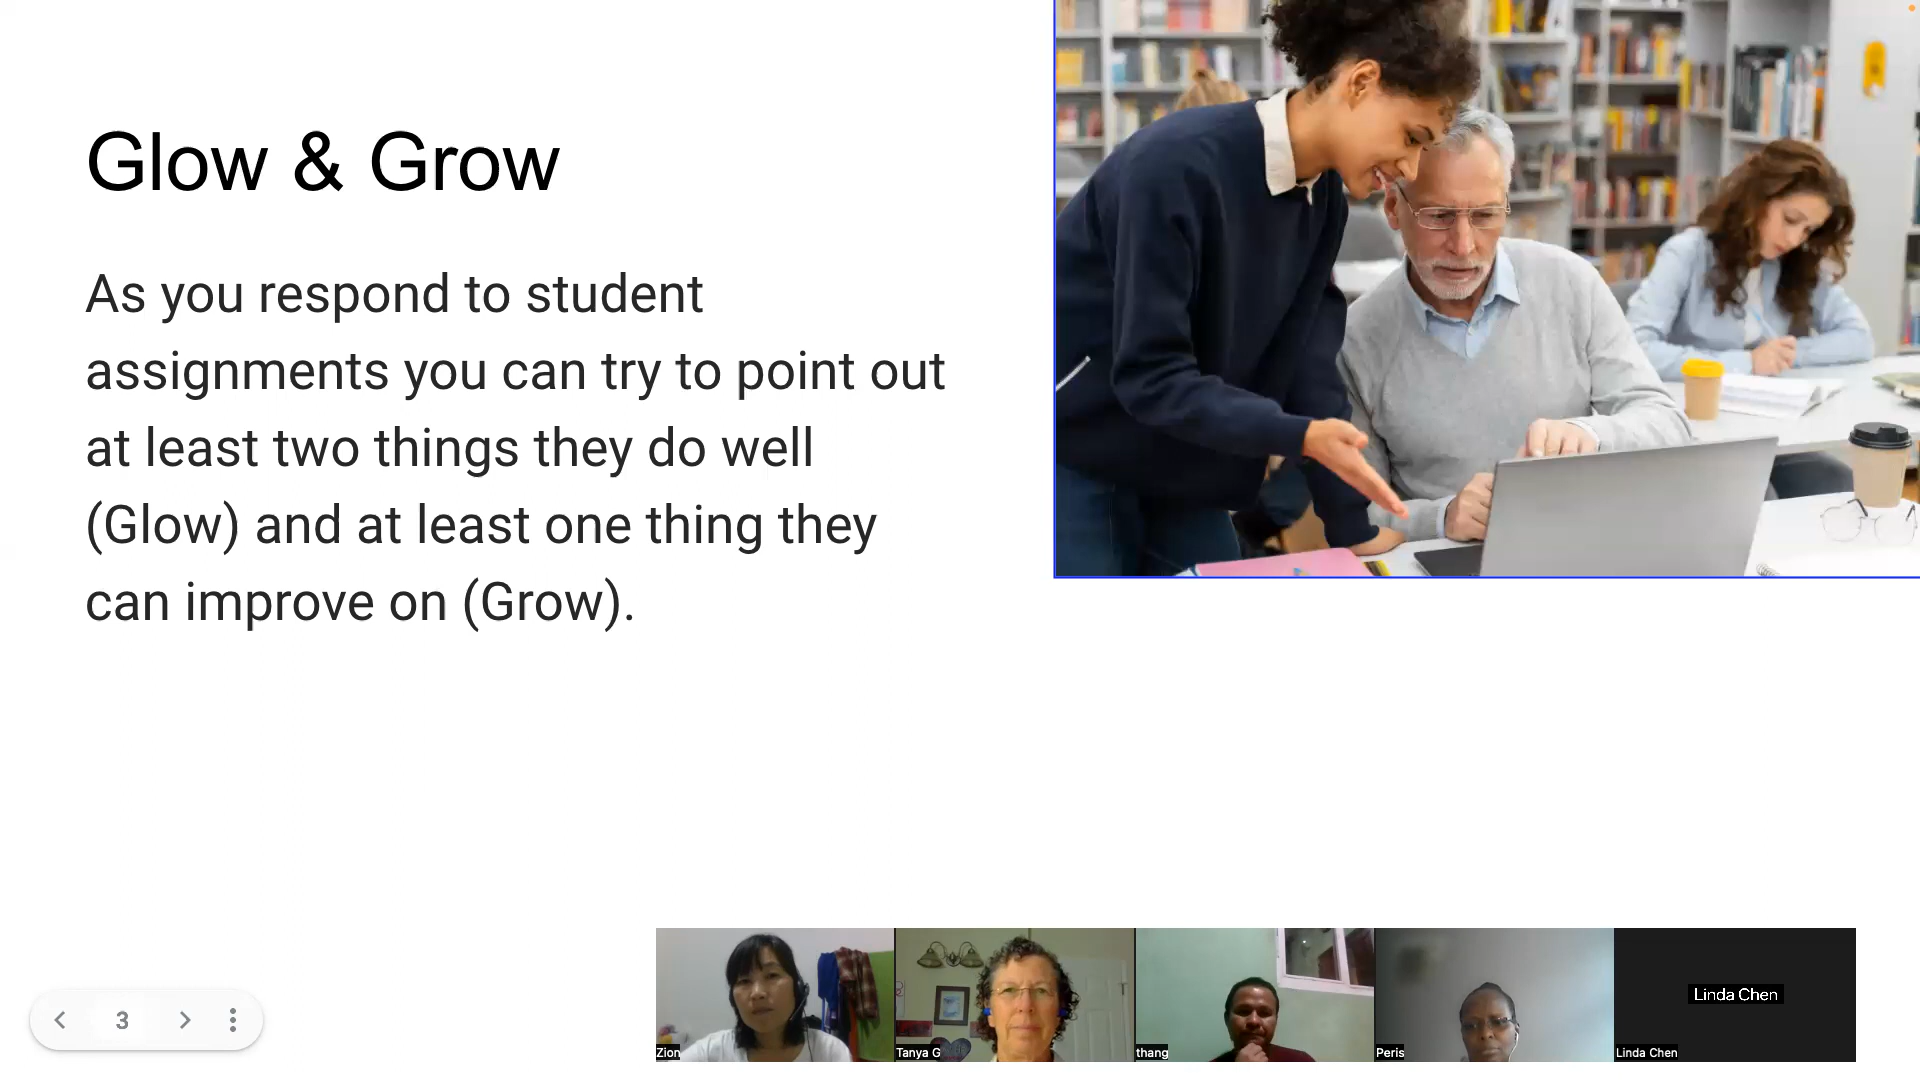 Glow & Grow
As you respond to student
assignments you can try to point out
at least two things they do well
(Glow) and at least one thing they
can improve on (Grow).
3
Zion
Tanya G
thang
Peris
Linda Chen
Linda Chen